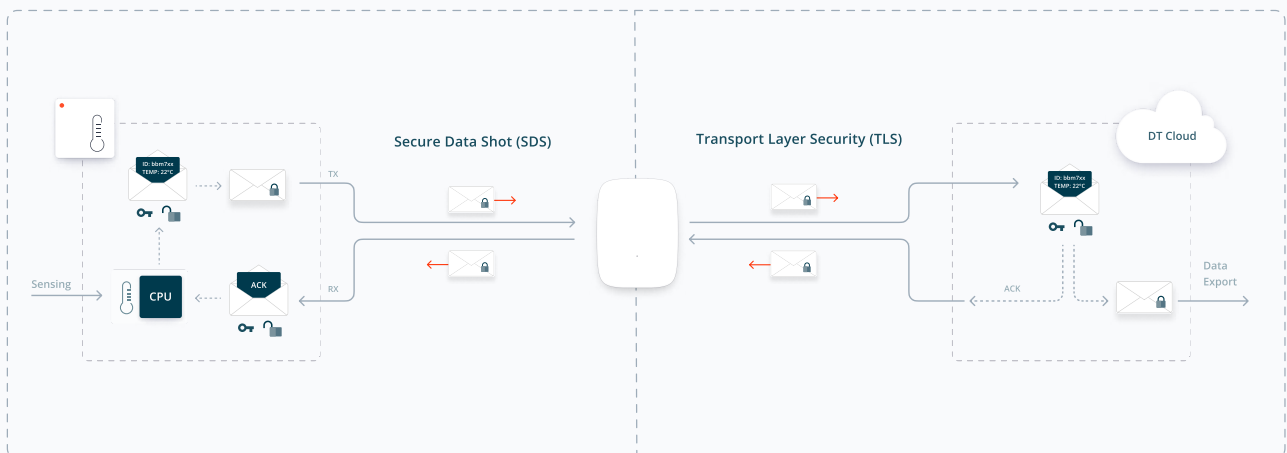 Secure Data Shot (SDS)
Transport Layer Security (TLS)
DT Cloud
ID: bbm7xx
TEMP: 22°C
TX
ID: bbm7xx
TEMP: 22°C
Sensing
CPU
ACK
RX
ACK
Data
Export